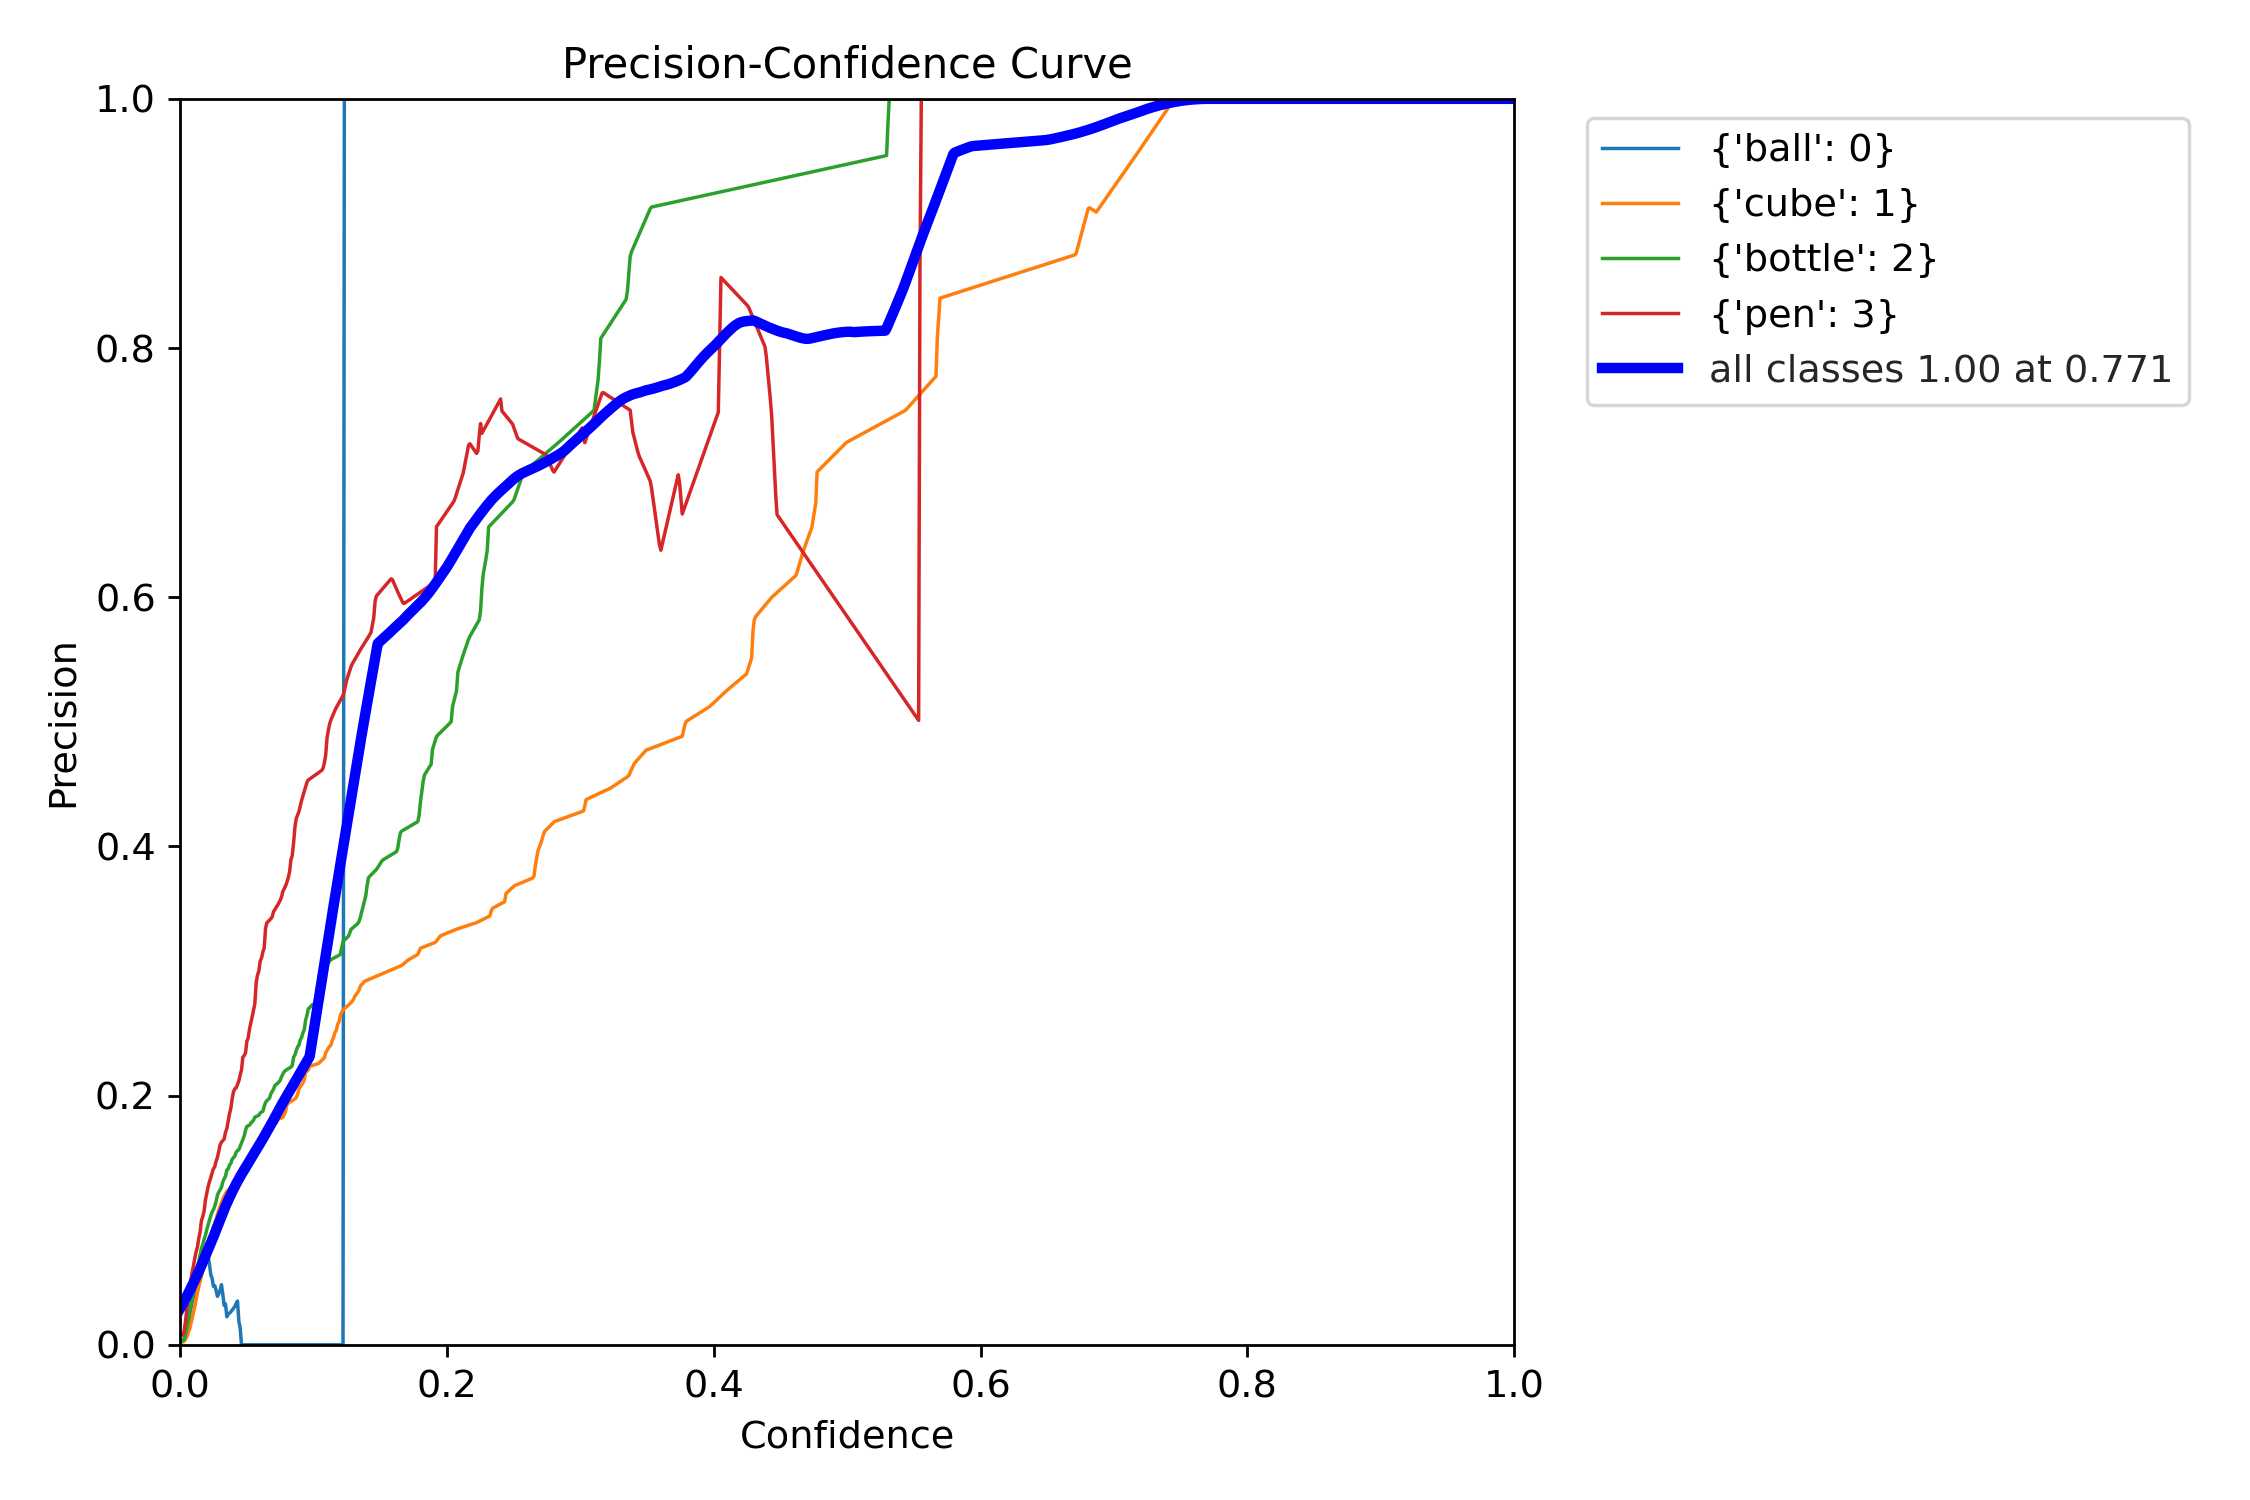 Precision-Confidence Curve
1.0
0.8
0.6
0.4
0.2
0.0
Precision
0.0 0.2 0.4 0.6 0.8 1.0
Confidence
{'ball': 0}
{'cube': 1}
{'bottle': 2}
{'pen': 3}
all classes 1.00 at 0.771